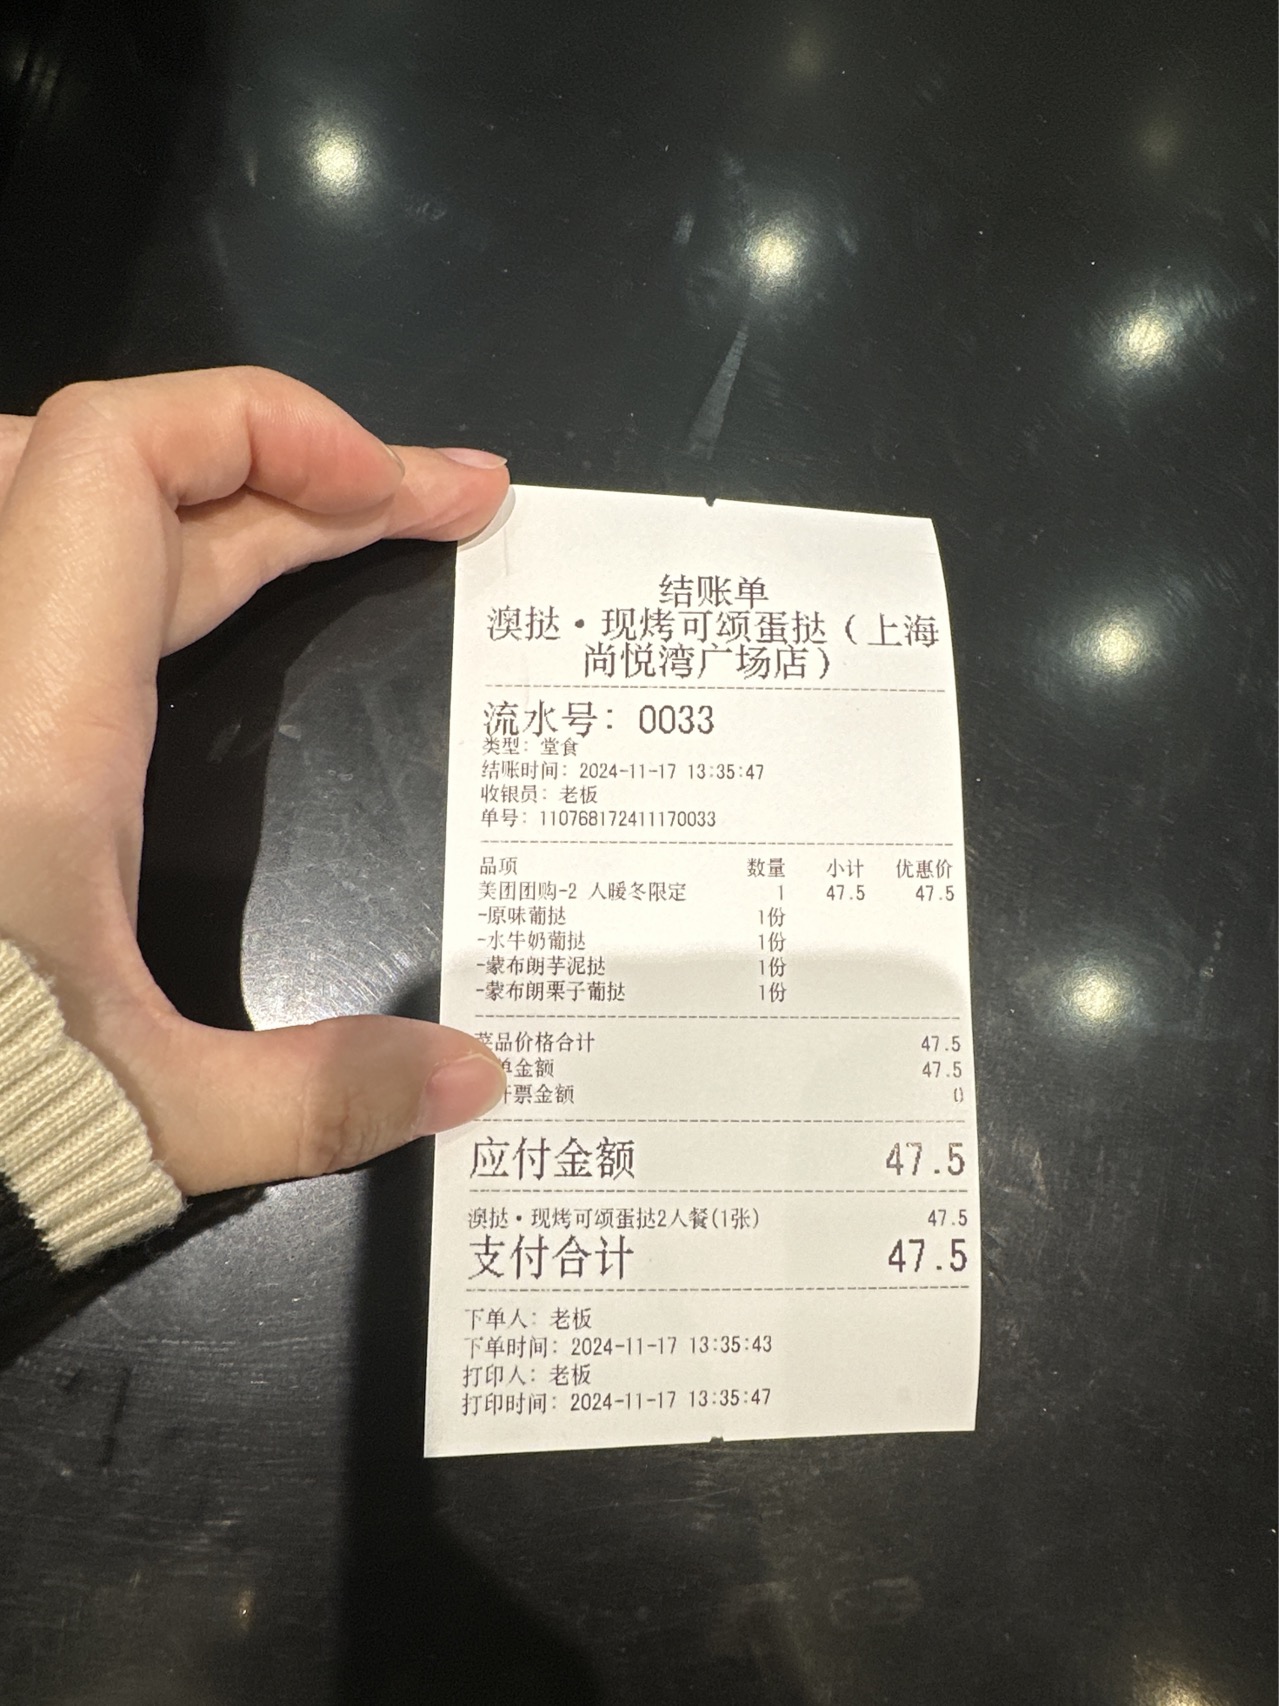 结账单
澳挞·现烤可颂蛋挞（上海
尚悦湾广场店）
流水号：0033
类型：堂食
结账时间：2024-11-17 13:35:47
收银员：老板
单号：110768172411170033
品项 数量 小计 优惠价
美团团购-2 人暖冬限定 1 47.5 47.5
-原味葡挞 1份
-水牛奶葡挞 1份
-蒙布朗芋泥挞 1份
-蒙布朗栗子葡挞 1份
菜品价格合计 47.5
单金额 47.5
开票金额 0
应付金额 47.5
澳挞·现烤可颂蛋挞2人餐(1张) 47.5
支付合计 47.5
下单人：老板
下单时间：2024-11-17 13:35:43
打印人：老板
打印时间：2024-11-17 13:35:47